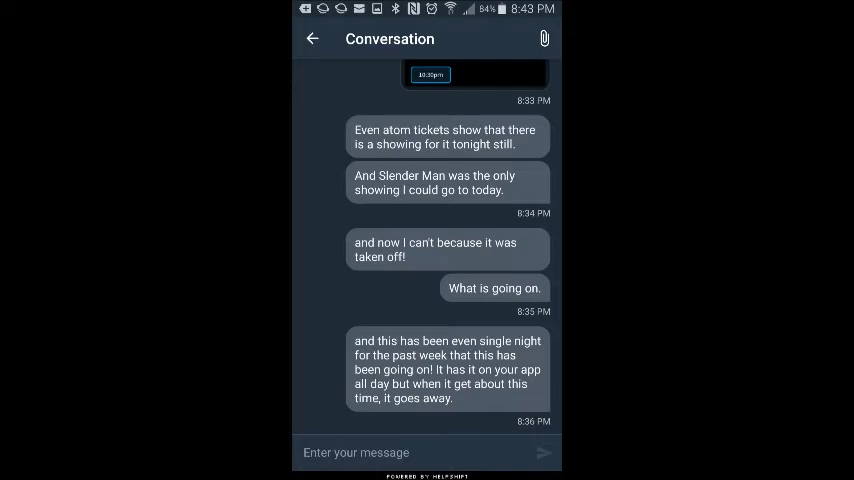 84% 8:43 PM
Conversation
10:30pm
8:33 PM
Even atom tickets show that there
is a showing for it tonight still.
And Slender Man was the only
showing I could go to today.
8:34 PM
and now I can't because it was
taken off!
What is going on.
8:35 PM
and this has been even single night
for the past week that this has
been going on! It has it on your app
all day but when it get about this
time, it goes away.
8:36 PM
Enter your message
POWERED BY HELPSHIFT